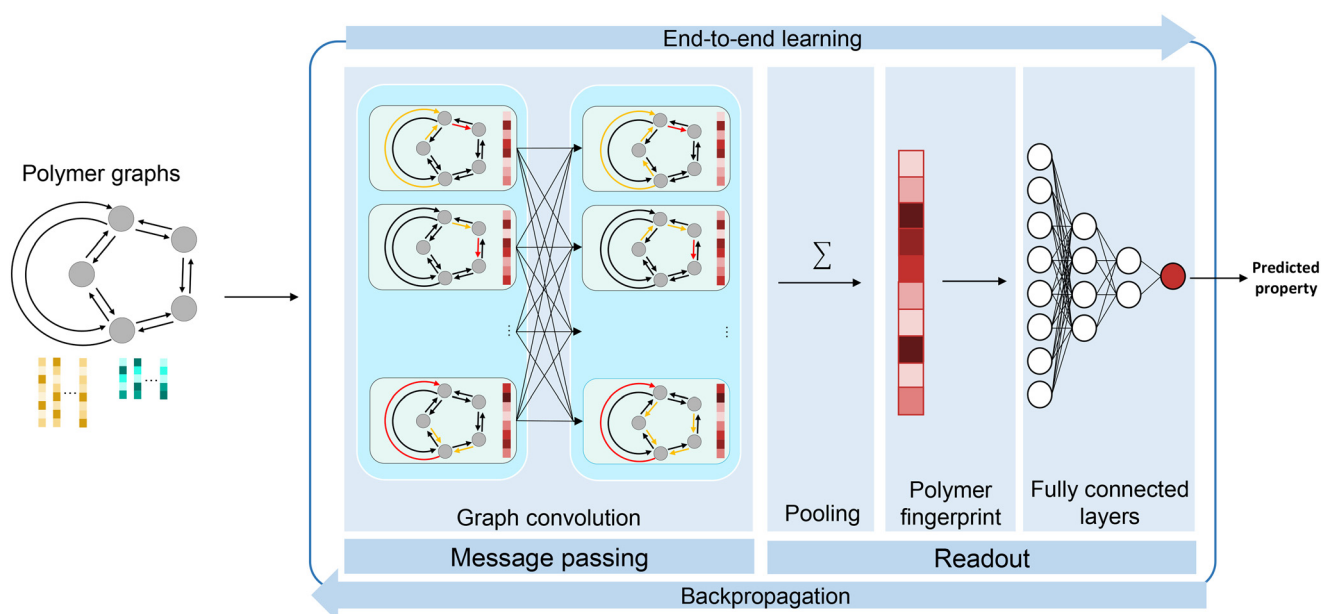 End-to-end learning
Polymer graphs
...
...
⋮
⋮
∑
Predicted
property
Graph convolution
Pooling
Polymer
fingerprint
Fully connected
layers
Message passing
Readout
Backpropagation